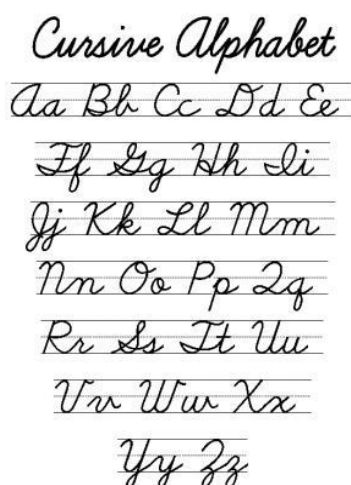 Cursive Alphabet
Aa Bb Cc Dd Ee
Ff Gg Hh Ii
Jj Kk Ll Mm
Nn Oo Pp Qq
Rr Ss Tt Uu
Vv Ww Xx
Yy Zz